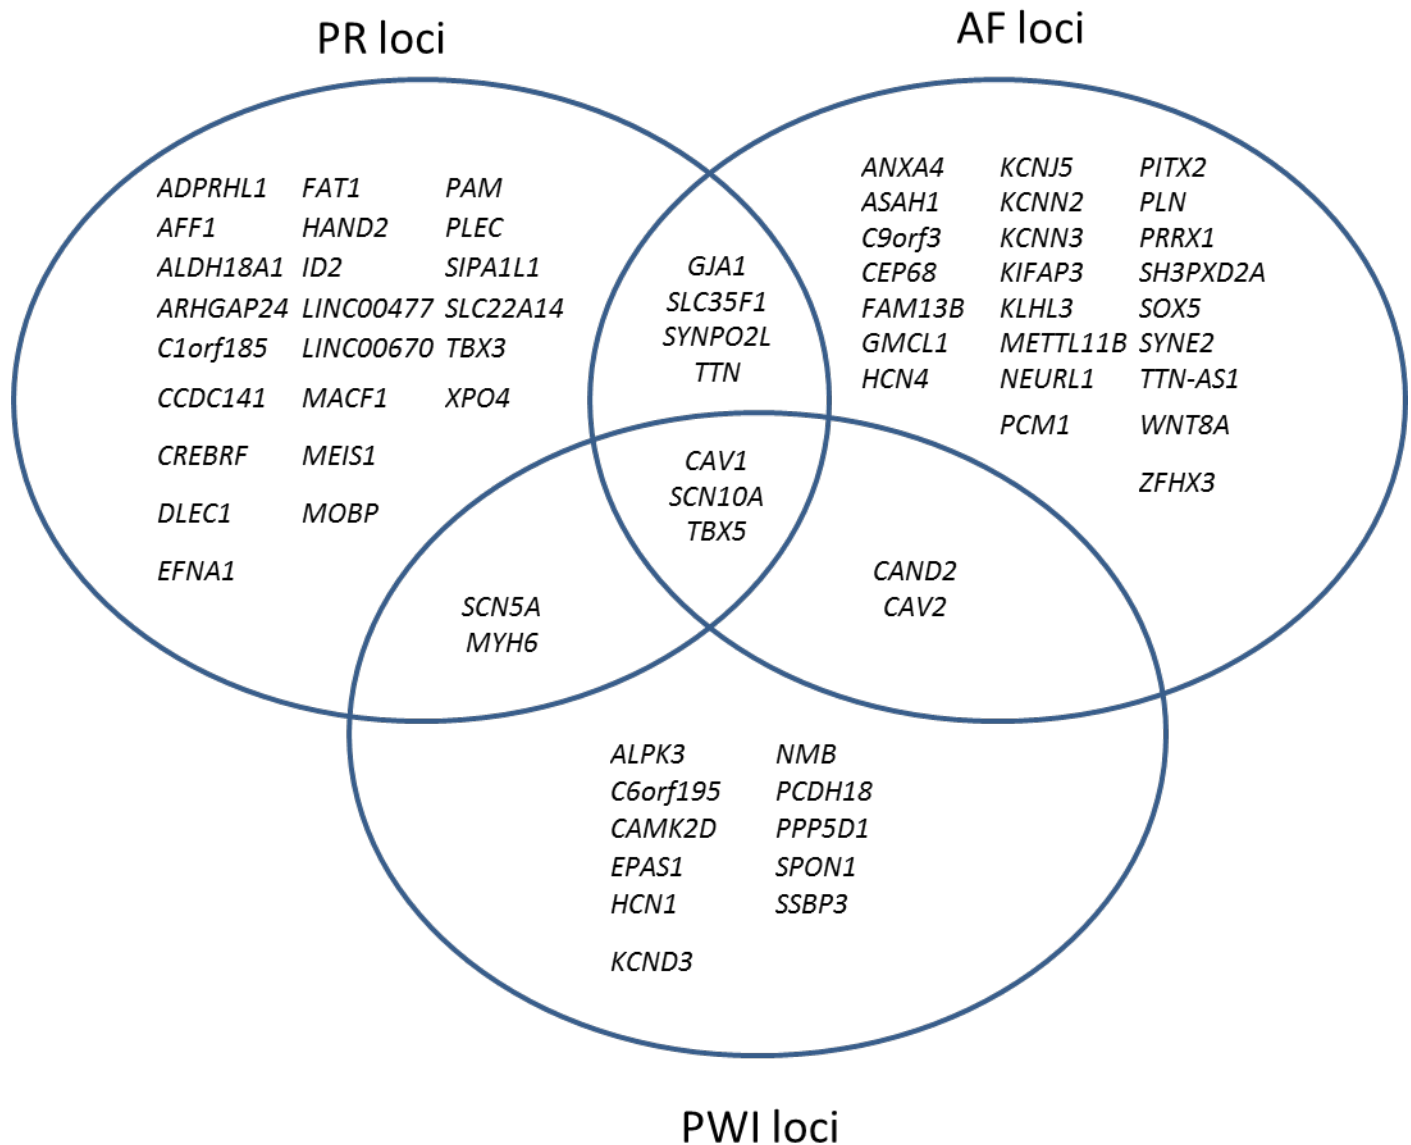 PR loci
AF loci
ADPRHL1 FAT1 PAM
AFF1 HAND2 PLEC
ALDH18A1 ID2 SIPA1L1
ARHGAP24 LINC00477 SLC22A14
C1orf185 LINC00670 TBX3
CCDC141 MACF1 XPO4
CREBRF MEIS1
DLEC1 MOBP
EFNA1
GJA1
SLC35F1
SYNPO2L
TTN
ANXA4 KCNJ5 PITX2
ASAH1 KCNN2 PLN
C9orf3 KCNN3 PRRX1
CEP68 KIFAP3 SH3PXD2A
FAM13B KLHL3 SOX5
GMCL1 METTL11B SYNE2
HCN4 NEURL1 TTN-AS1
PCM1 WNT8A
ZFHX3
CAV1
SCN10A
TBX5
SCN5A
MYH6
CAND2
CAV2
ALPK3 NMB
C6orf195 PCDH18
CAMK2D PPP5D1
EPAS1 SPON1
HCN1 SSBP3
KCND3
PWI loci